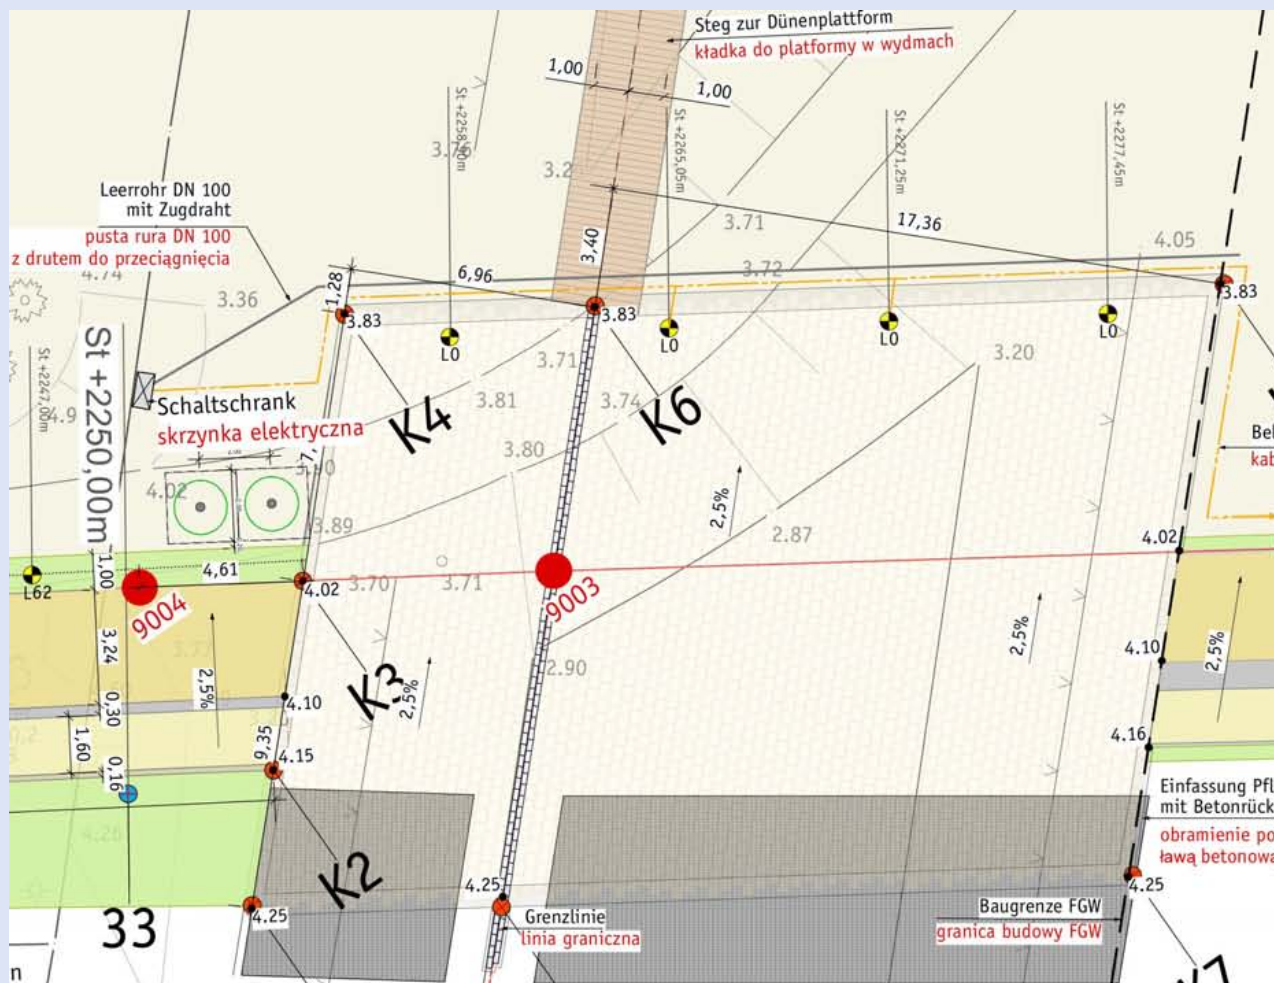 Steg zur Dünenplattform
kładka do platformy w wydmach
1,00
1,00
St +2265,05m
St +2271,25m
St +2277,45m
3.71
17,36
4.05
3.72
3,40
Leerrohr DN 100
mit Zugdraht
pusta rura DN 100
z drutem do przeciągnięcia
4.74
3.36
1,28
6,96
3.83
3.83
3.83
L0
L0
L0
L0
3.71
3.20
3.81
3.74
K4
K6
St +2247,00m
St +2250,00m
Schaltschrank
skrzynka elektryczna
3.80
4.02
3.89
2,5%
2.87
Bel
kab
4.02
1,00
4,61
L62
4.02
3.70
3.71
9004
9003
3,24
2,5%
K3
2,5%
2.90
2,5%
4.10
2,5%
0,30
4.10
1,60
9,35
4.15
4.16
0,16
4.26
Einfassung Pfl
mit Betonrück
obramienie po
ławą betonowa
K2
4.25
4.25
4.25
33
Grenzlinie
linia graniczna
Baugrenze FGW
granica budowy FGW
K7
n